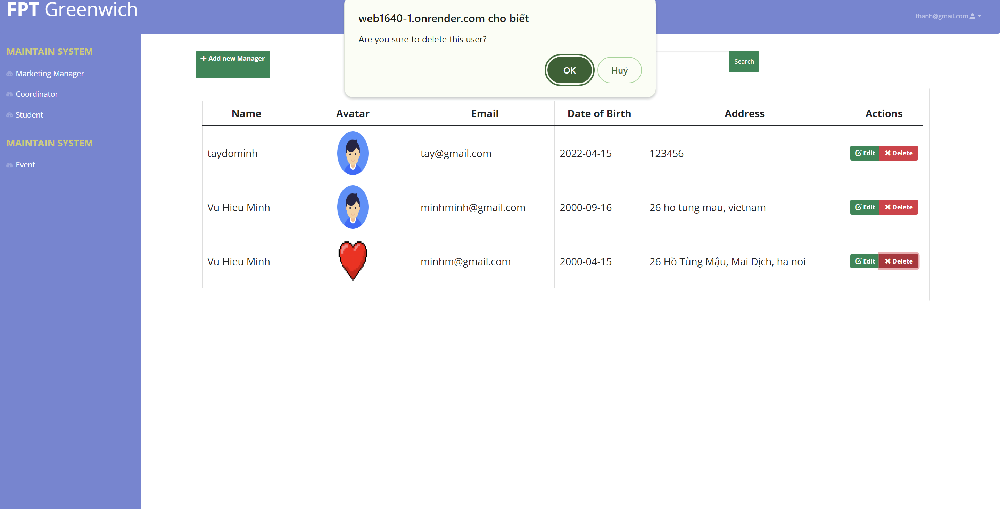 FPT Greenwich
web1640-1.onrender.com cho biết
Are you sure to delete this user?
OK
Huỷ
thanh@gmail.com
MAINTAIN SYSTEM
Marketing Manager
Coordinator
Student
MAINTAIN SYSTEM
Event
Add new Manager
Search
Name Avatar Email Date of Birth Address Actions
taydominh tay@gmail.com 2022-04-15 123456 Edit Delete
Vu Hieu Minh minhminh@gmail.com 2000-09-16 26 ho tung mau, vietnam Edit Delete
Vu Hieu Minh minhm@gmail.com 2000-04-15 26 Hồ Tùng Mậu, Mai Dịch, ha noi Edit Delete